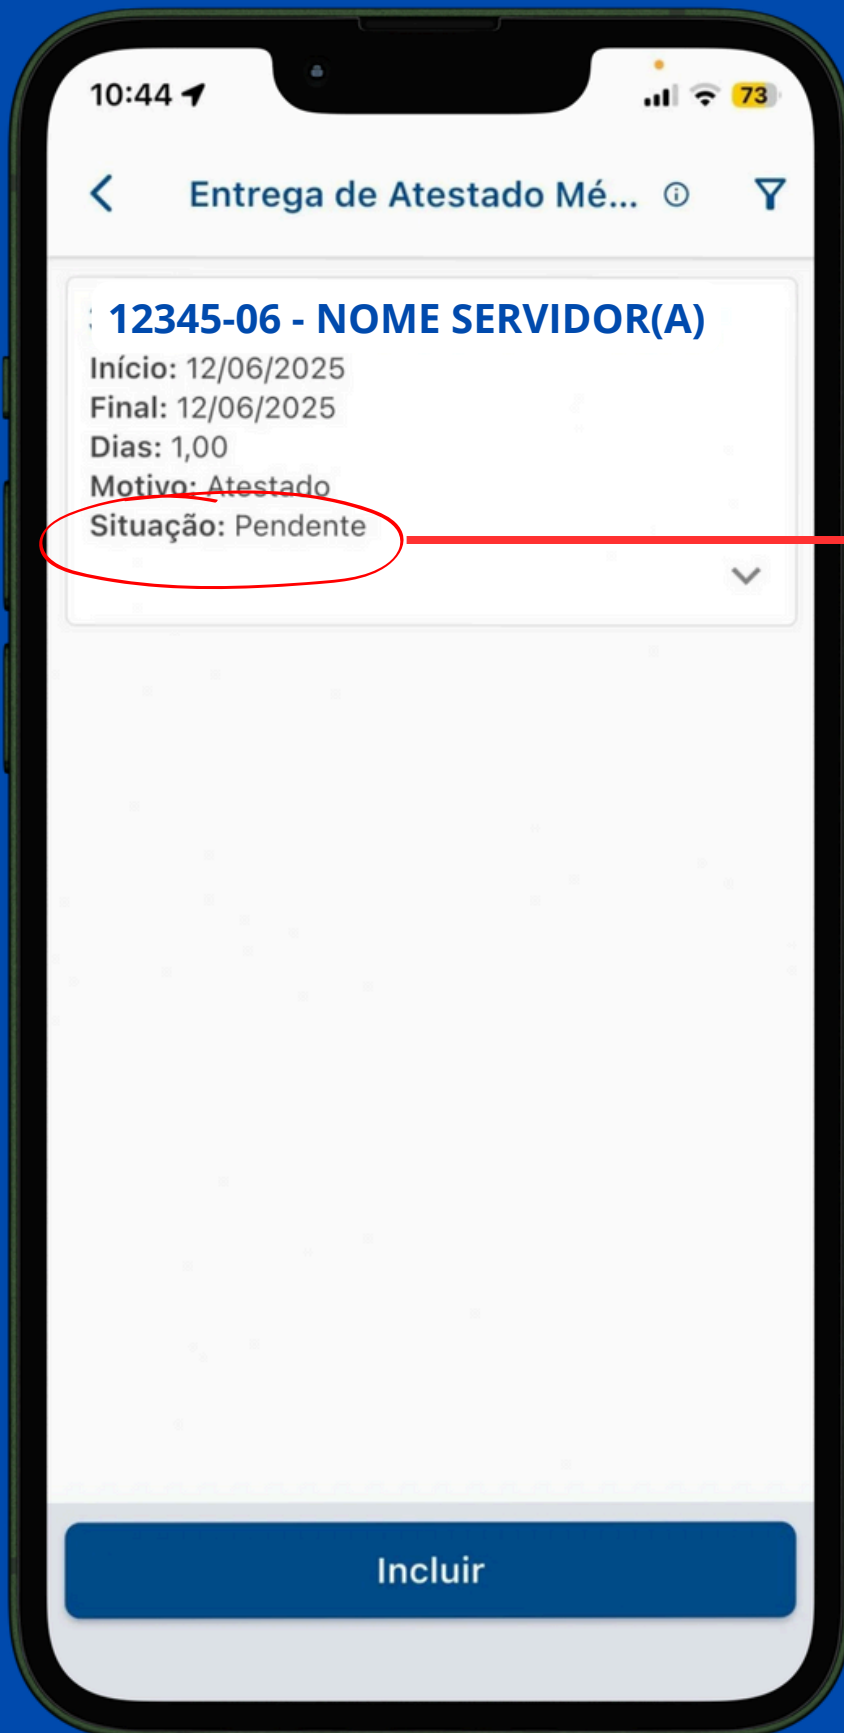 10:44
73
Entrega de Atestado Mé...
12345-06 - NOME SERVIDOR(A)
Início: 12/06/2025
Final: 12/06/2025
Dias: 1,00
Motivo: Atestado
Situação: Pendente
Incluir